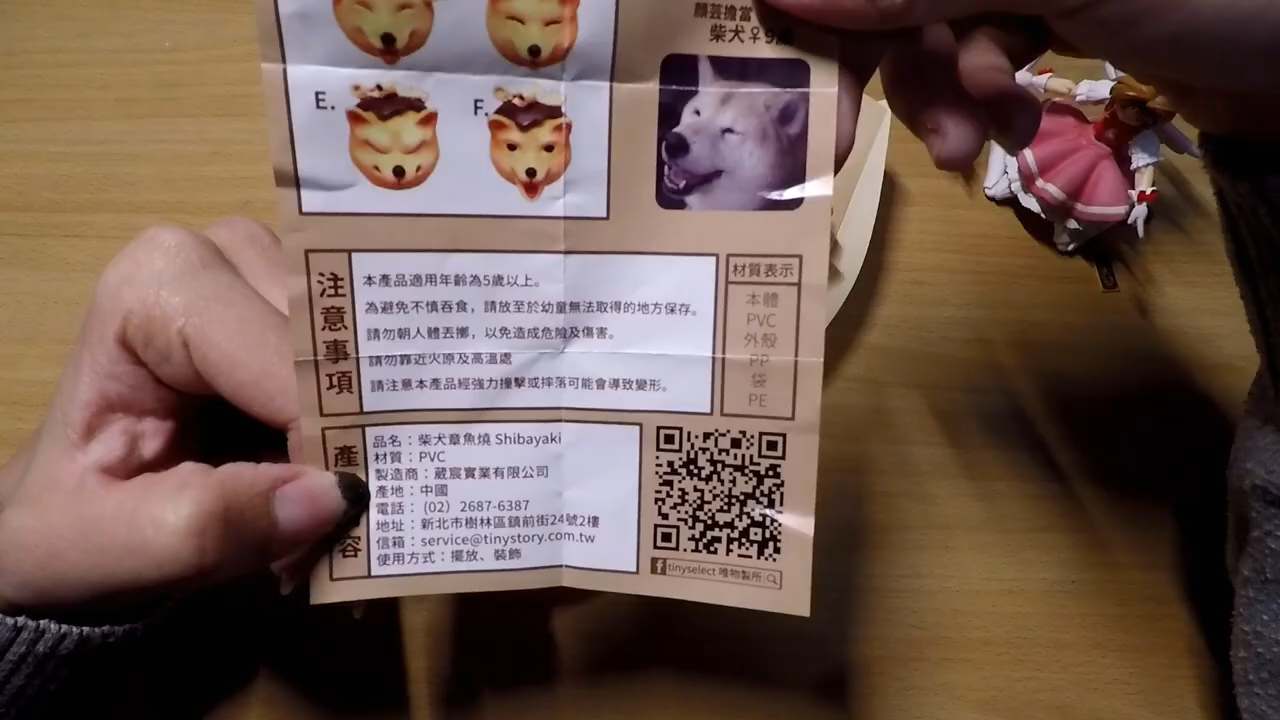 顏芸擔當
柴犬♀9歲
E.
F.
注意事項
本產品適用年齡為5歲以上。
為避免不慎吞食，請放至於幼童無法取得的地方保存。
請勿朝人體丟擲，以免造成危險及傷害。
請勿靠近火原及高溫處
請注意本產品經強力撞擊或摔落可能會導致變形。
材質表示
本體
PVC
外殼
PP
袋
PE
產
容
品名：柴犬章魚燒 Shibayaki
材質：PVC
製造商：葳宸實業有限公司
產地：中國
電話：（02）2687-6387
地址：新北市樹林區鎮前街24號2樓
信箱：service@tinystory.com.tw
使用方式：擺放、裝飾
f tinyselect 唯物製所